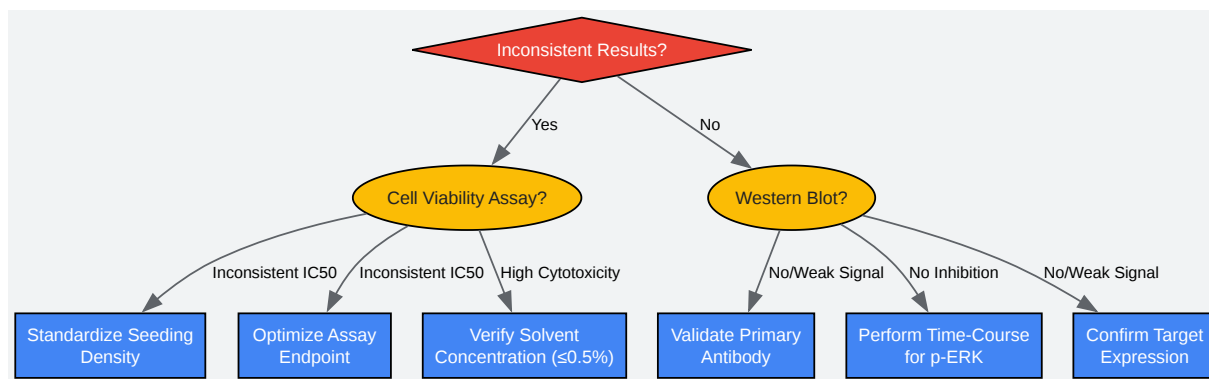 Inconsistent Results?
Yes
No
Cell Viability Assay?
Western Blot?
Inconsistent IC50
Inconsistent IC50
High Cytotoxicity
No/Weak Signal
No Inhibition
No/Weak Signal
Standardize Seeding
Density
Optimize Assay
Endpoint
Verify Solvent
Concentration (≤0.5%)
Validate Primary
Antibody
Perform Time-Course
for p-ERK
Confirm Target
Expression